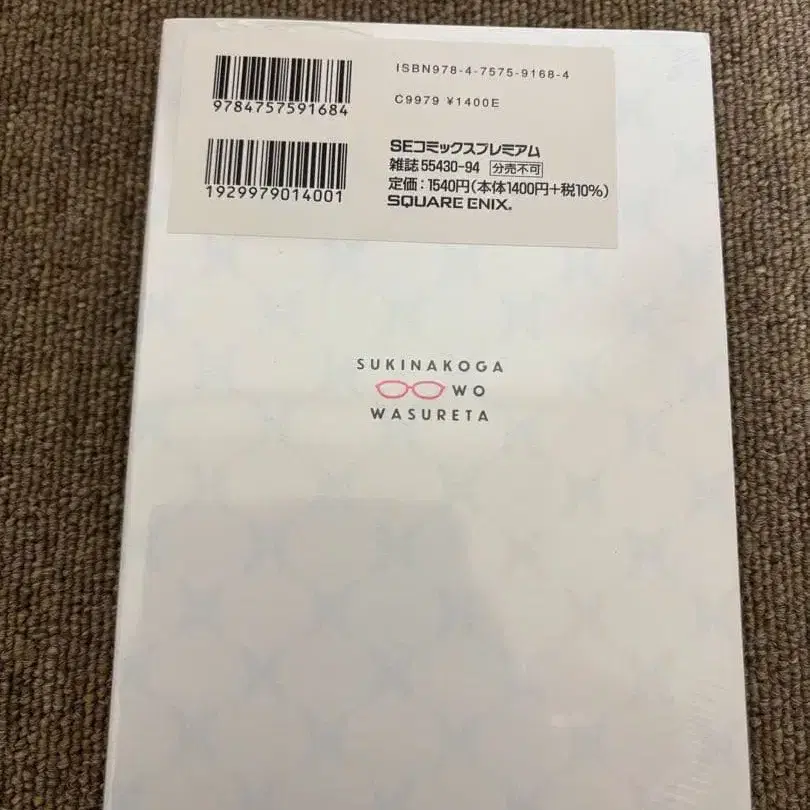 9784757591684
ISBN978-4-7575-9168-4
C9979 ¥1400E
1929979014001
SEコミックスプレミアム
雑誌 55430-94 分売不可
定価:1540円(本体1400円+税10%)
SQUARE ENIX®
SUKINAKOGA
WO
WASURETA